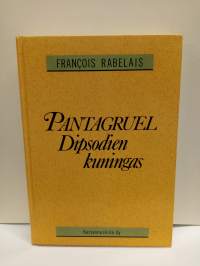 FRANÇOIS RABELAIS
PANTAGRUEL
Dipsodien
kuningas